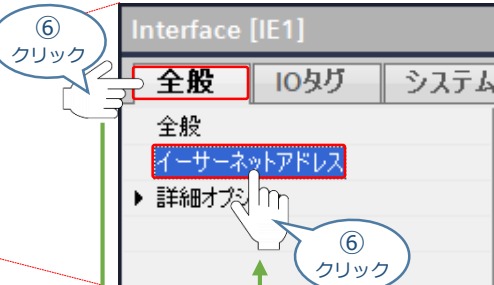 ⑥
クリック
Interface [IE1]
全般
IOタグ
システム
全般
イーサーネットアドレス
詳細オプシ
⑥
クリック